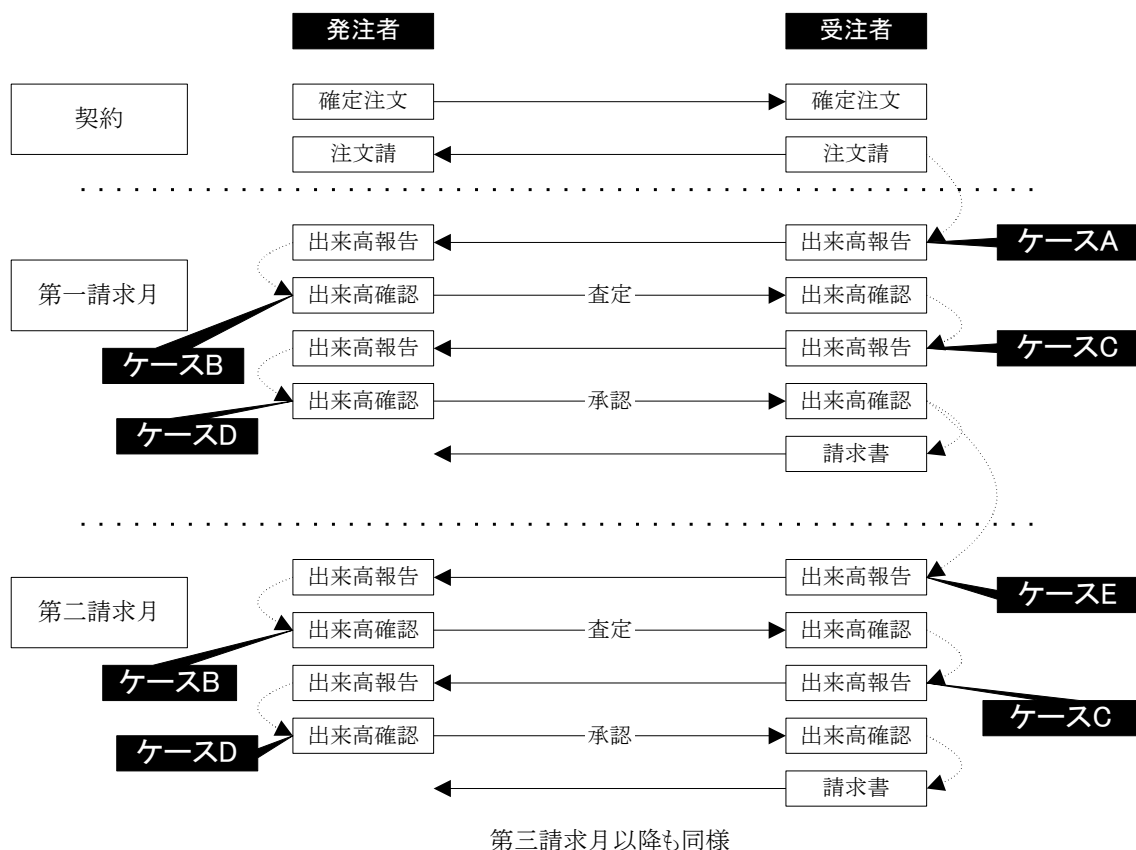 発注者
受注者
契約
確定注文
確定注文
注文請
注文請
第一請求月
出来高報告
出来高報告
ケースA
出来高確認
査定
出来高確認
ケースB
出来高報告
出来高報告
ケースC
出来高確認
承認
出来高確認
ケースD
請求書
第二請求月
出来高報告
出来高報告
ケースE
出来高確認
査定
出来高確認
ケースB
出来高報告
出来高報告
ケースC
出来高確認
承認
出来高確認
ケースD
請求書
第三請求月以降も同様